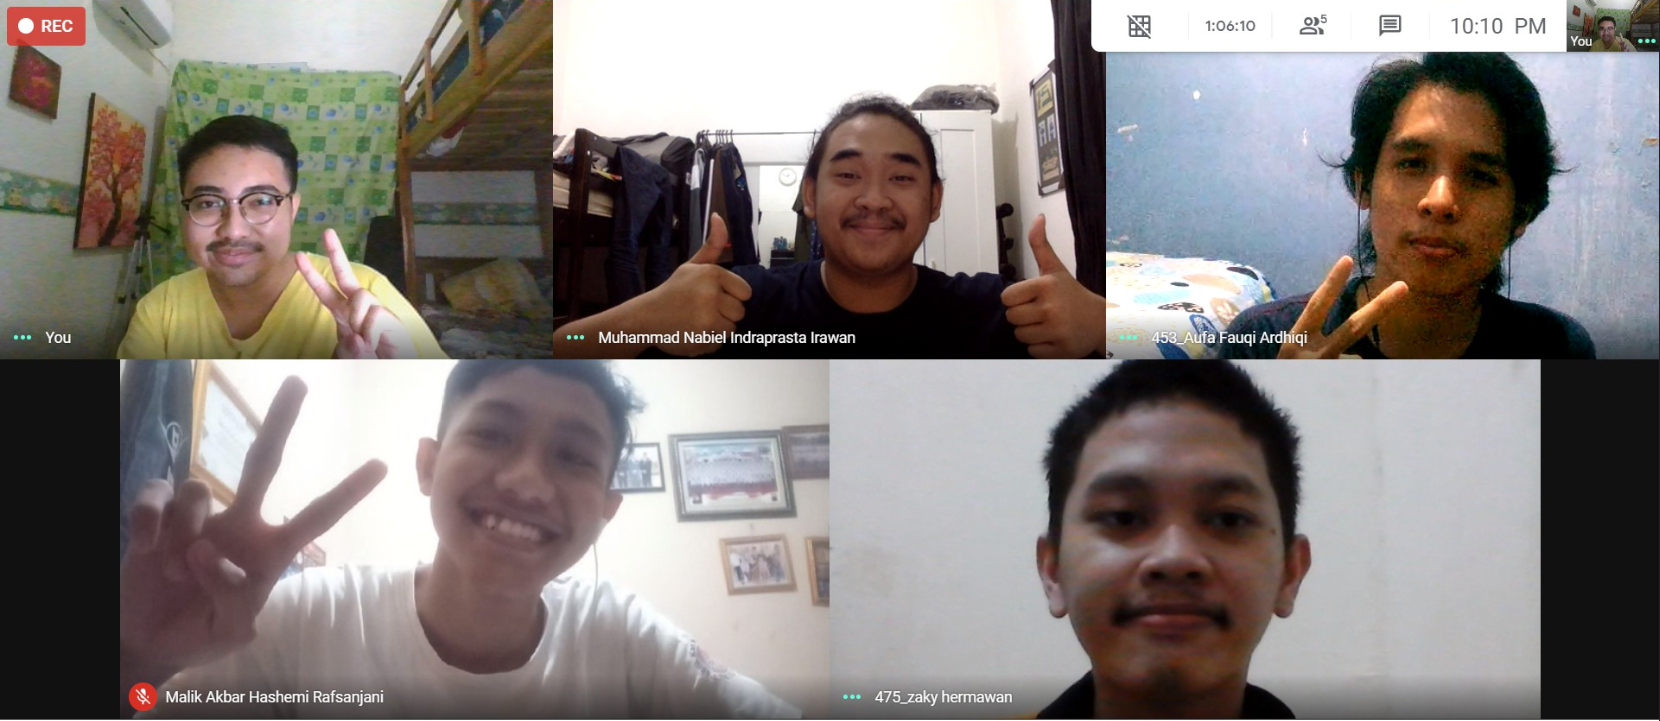 REC
1:06:10
5
10:10 PM
You
You
Muhammad Nabiel Indraprasta Irawan
453_Aufa Fauqi Ardhiqi
Malik Akbar Hashemi Rafsanjani
475_zaky hermawan